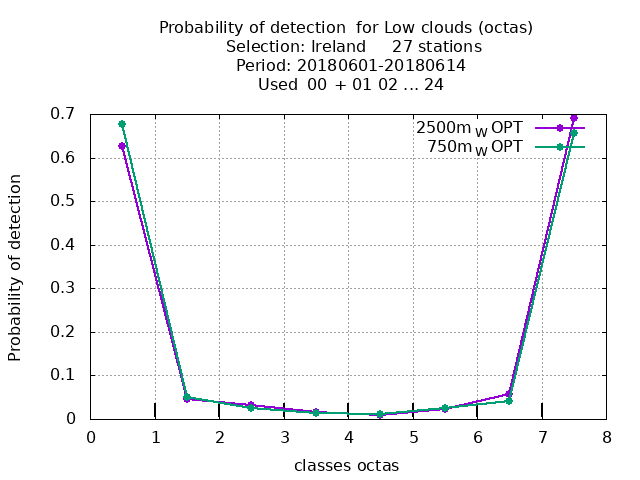 Probability of detection  for Low clouds (octas)
Selection: Ireland     27 stations
Period: 20180601-20180614
Used  00  + 01 02 ... 24
2500m W OPT
750m W OPT
0.7
0.6
0.5
0.4
0.3
0.2
0.1
0
Probability of detection
0 1 2 3 4 5 6 7 8
classes octas